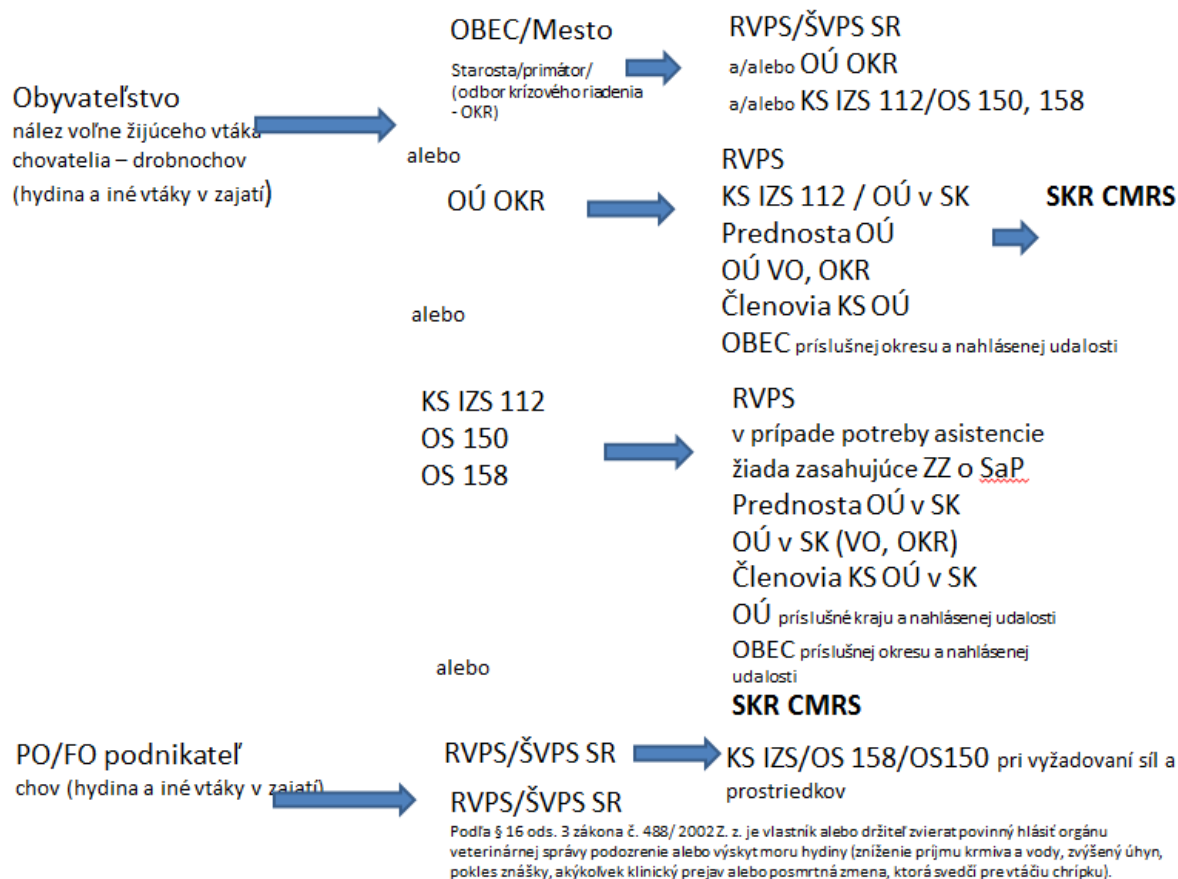 OBEC/Mesto
Starosta/primátor/
(odbor krízového riadenia
- OKR)
RVPS/ŠVPS SR
a/alebo OÚ OKR
a/alebo KS IZS 112/OS 150, 158
Obyvateľstvo
nález voľne žijúceho vtáka
chovatelia – drobnochov
(hydina a iné vtáky v zajatí)
alebo
OÚ OKR
RVPS
KS IZS 112 / OÚ v SK
Prednosta OÚ
OÚ VO, OKR
Členovia KS OÚ
OBEC príslušnej okresu a nahlásenej udalosti
SKR CMRS
alebo
KS IZS 112
OS 150
OS 158
RVPS
v prípade potreby asistencie
žiada zasahujúce ZZ o SaP
Prednosta OÚ v SK
OÚ v SK (VO, OKR)
Členovia KS OÚ v SK
OÚ príslušné kraju a nahlásenej udalosti
OBEC príslušnej okresu a nahlásenej
udalosti
SKR CMRS
alebo
PO/FO podnikateľ
chov (hydina a iné vtáky v zajatí)
RVPS/ŠVPS SR
KS IZS/OS 158/OS150 pri vyžadovaní síl a
prostriedkov
RVPS/ŠVPS SR
Podľa § 16 ods. 3 zákona č. 488/ 2002 Z. z. je vlastník alebo držiteľ zvierat povinný hlásiť orgánu
veterinárnej správy podozrenie alebo výskyt moru hydiny (zníženie príjmu krmiva a vody, zvýšený úhyn,
pokles znášky, akýkoľvek klinický prejav alebo posmrtná zmena, ktorá svedčí pre vtáčiu chrípku).